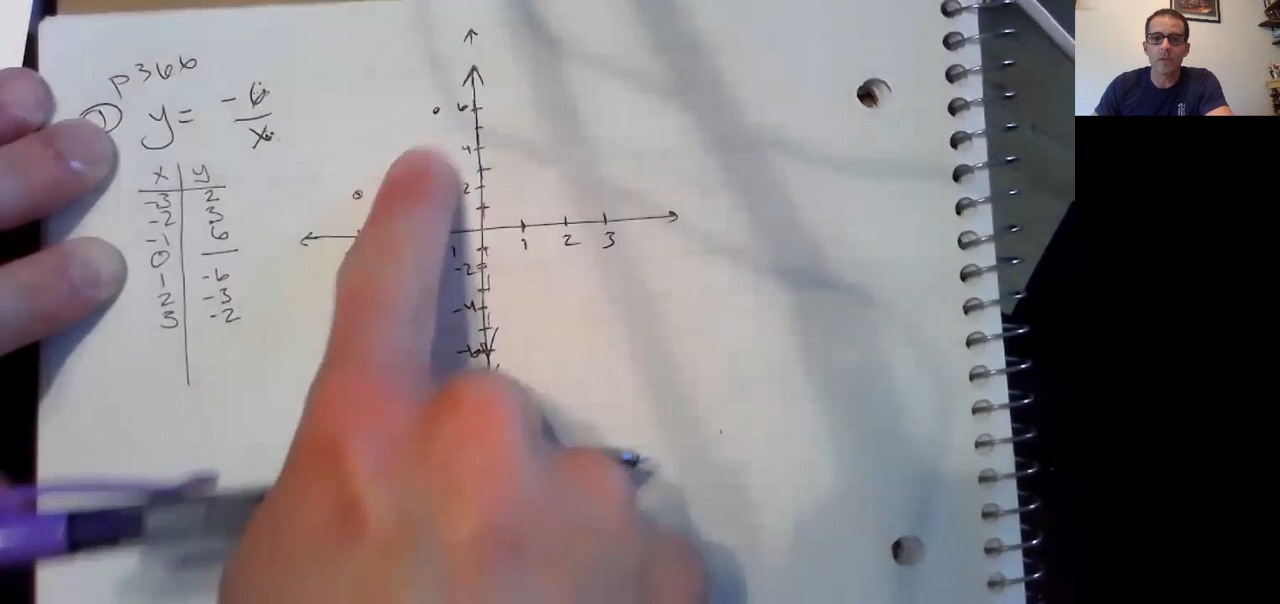 p366
① y = -6/x
x | y
-3 | 2
-2 | 3
-1 | 6
0 | —
1 | -6
2 | -3
3 | -2
6
4
2
1 1 2 3
-2
-4
-6